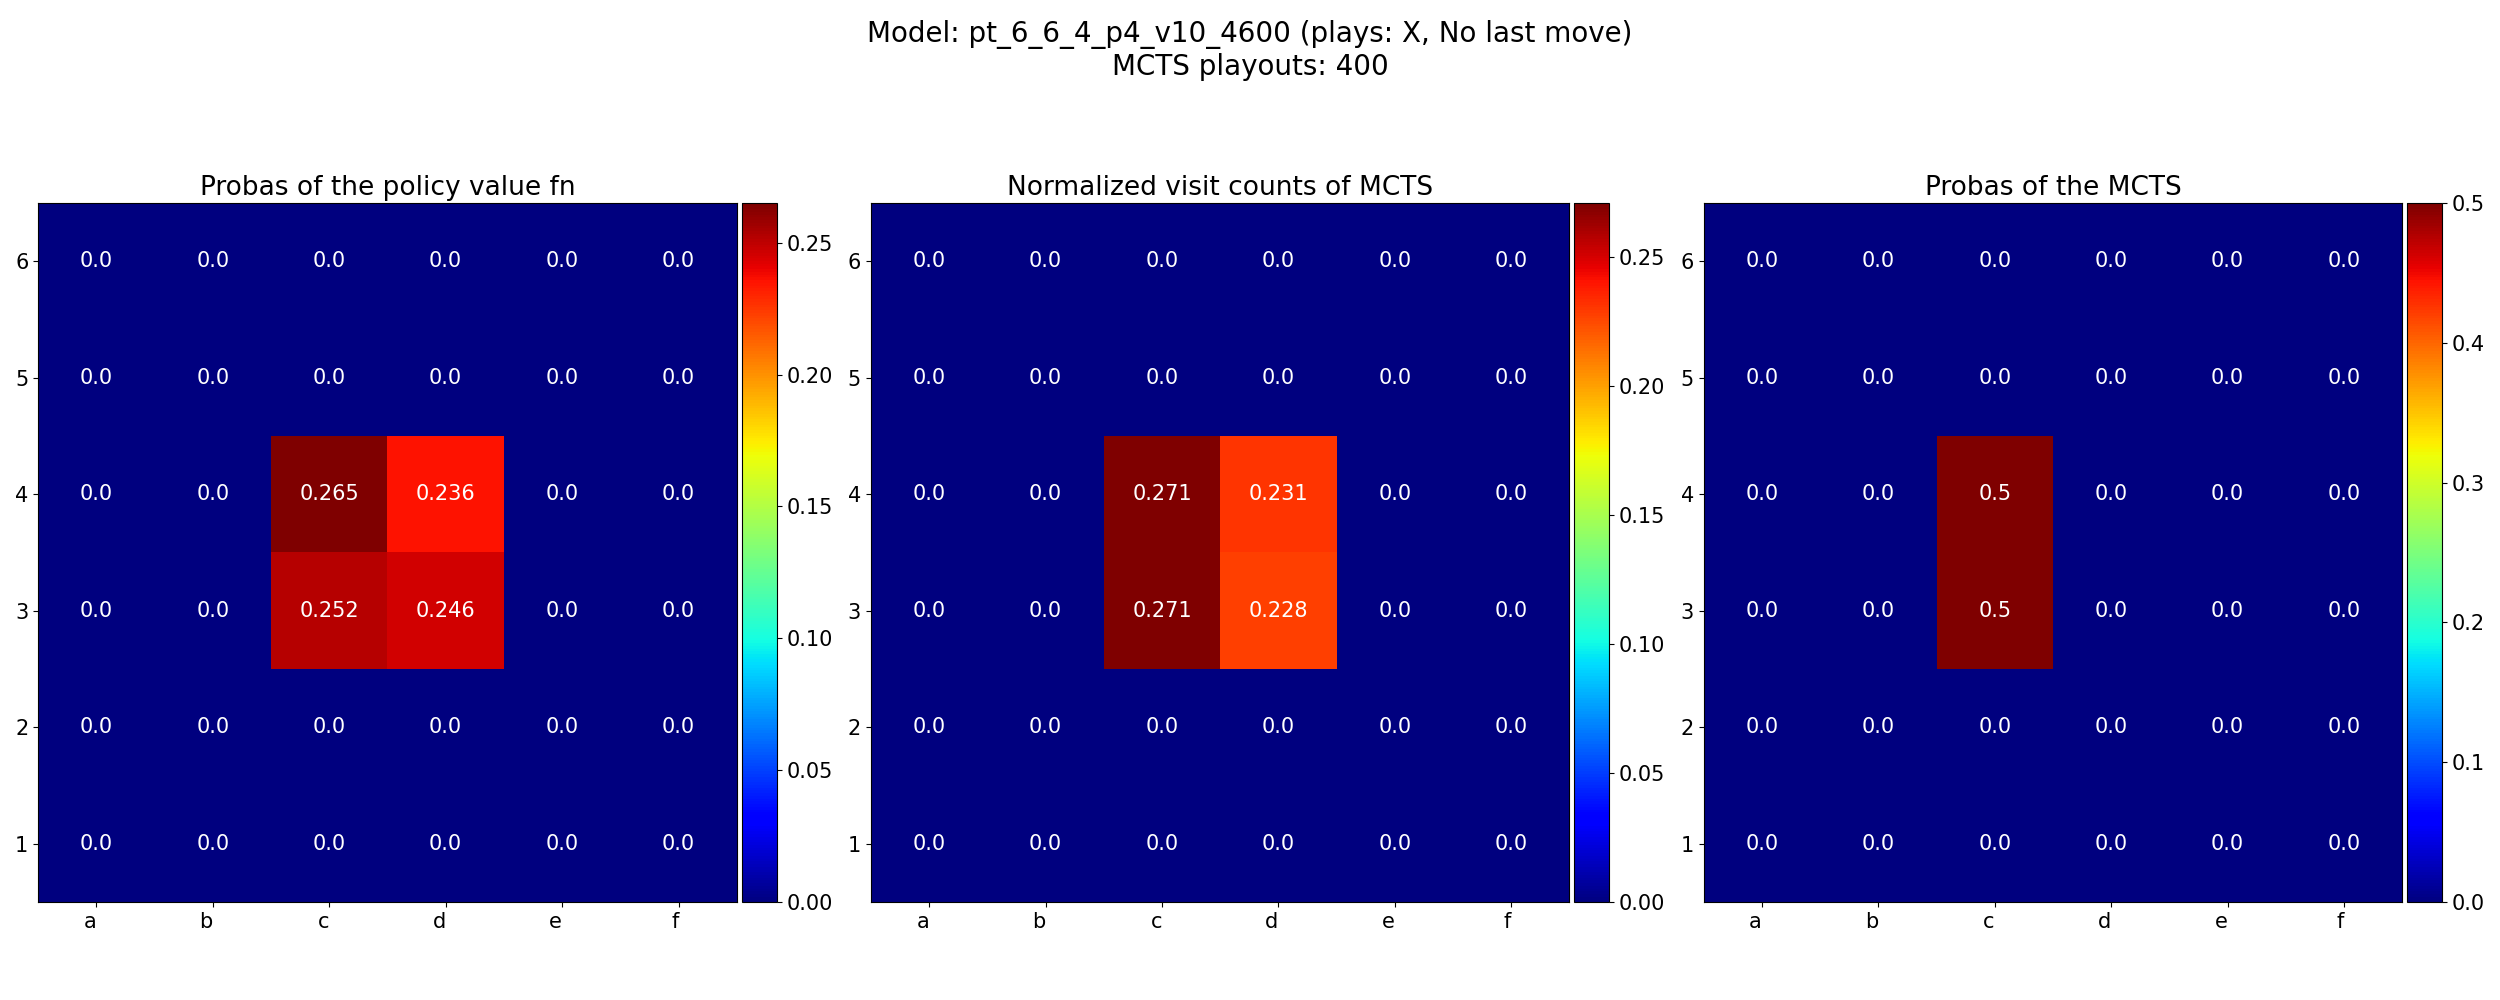 Model: pt_6_6_4_p4_v10_4600 (plays: X, No last move)
MCTS playouts: 400
Probas of the policy value fn
6 0.0 0.0 0.0 0.0 0.0 0.0
5 0.0 0.0 0.0 0.0 0.0 0.0
4 0.0 0.0 0.265 0.236 0.0 0.0
3 0.0 0.0 0.252 0.246 0.0 0.0
2 0.0 0.0 0.0 0.0 0.0 0.0
1 0.0 0.0 0.0 0.0 0.0 0.0
a b c d e f
0.25
0.20
0.15
0.10
0.05
0.00
Normalized visit counts of MCTS
6 0.0 0.0 0.0 0.0 0.0 0.0
5 0.0 0.0 0.0 0.0 0.0 0.0
4 0.0 0.0 0.271 0.231 0.0 0.0
3 0.0 0.0 0.271 0.228 0.0 0.0
2 0.0 0.0 0.0 0.0 0.0 0.0
1 0.0 0.0 0.0 0.0 0.0 0.0
a b c d e f
0.25
0.20
0.15
0.10
0.05
0.00
Probas of the MCTS
6 0.0 0.0 0.0 0.0 0.0 0.0
5 0.0 0.0 0.0 0.0 0.0 0.0
4 0.0 0.0 0.5 0.0 0.0 0.0
3 0.0 0.0 0.5 0.0 0.0 0.0
2 0.0 0.0 0.0 0.0 0.0 0.0
1 0.0 0.0 0.0 0.0 0.0 0.0
a b c d e f
0.5
0.4
0.3
0.2
0.1
0.0